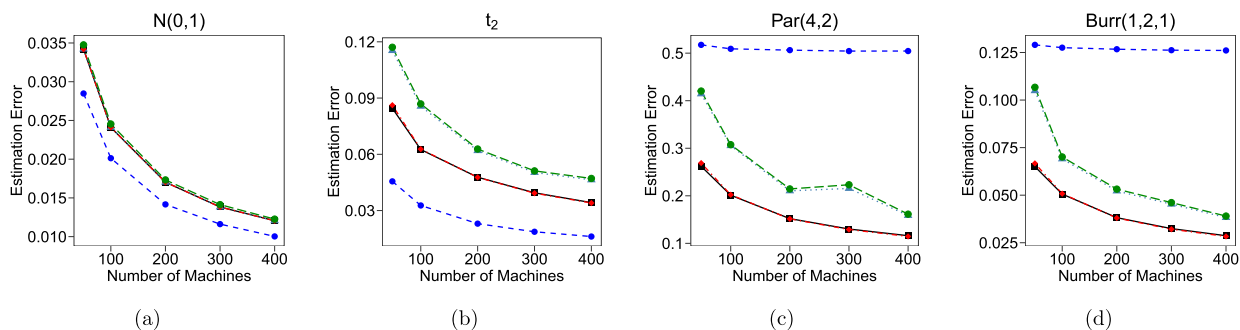 N(0,1)
Estimation Error
0.035
0.030
0.025
0.020
0.015
0.010
100 200 300 400
Number of Machines
(a)
t2
Estimation Error
0.12
0.09
0.06
0.03
100 200 300 400
Number of Machines
(b)
Par(4,2)
Estimation Error
0.5
0.4
0.3
0.2
0.1
100 200 300 400
Number of Machines
(c)
Burr(1,2,1)
Estimation Error
0.125
0.100
0.075
0.050
0.025
100 200 300 400
Number of Machines
(d)